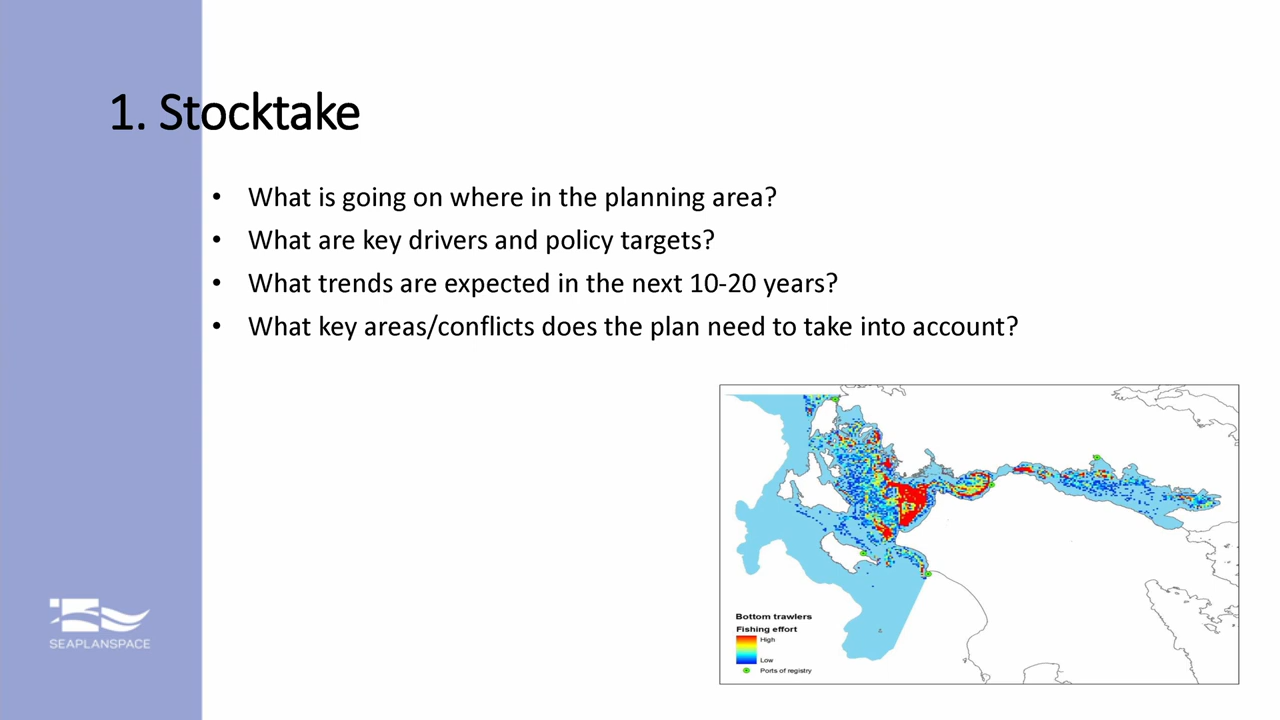 1. Stocktake
• What is going on where in the planning area?
• What are key drivers and policy targets?
• What trends are expected in the next 10-20 years?
• What key areas/conflicts does the plan need to take into account?
Bottom trawlers
Fishing effort
High
Low
Ports of registry
SEAPLANSPACE